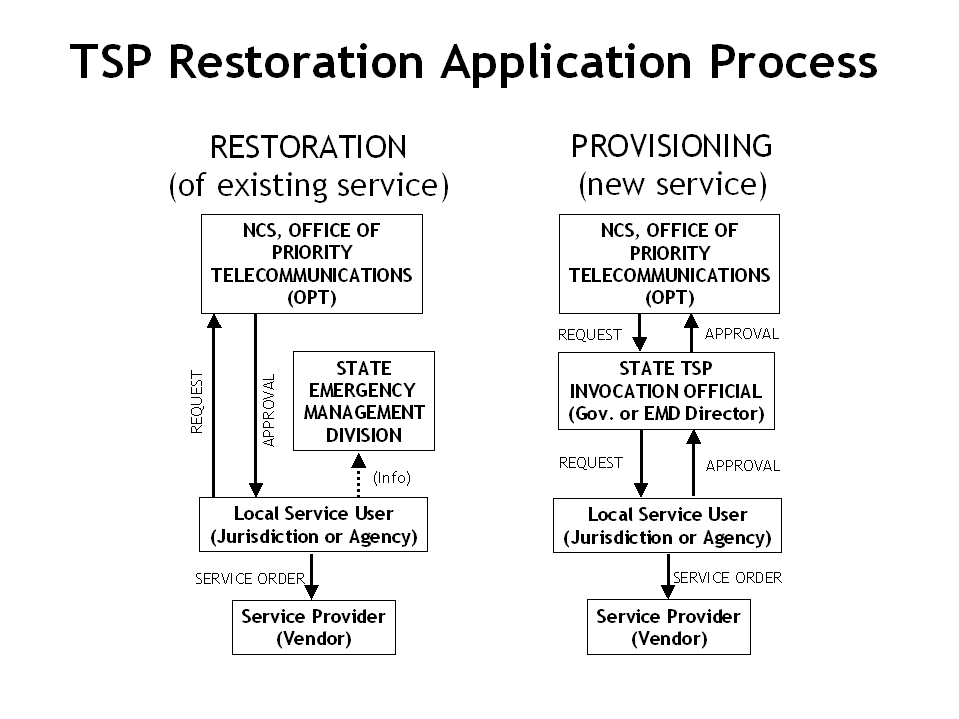 TSP Restoration Application Process
RESTORATION
(of existing service)
NCS, OFFICE OF
PRIORITY
TELECOMMUNICATIONS
(OPT)
REQUEST
APPROVAL
STATE
EMERGENCY
MANAGEMENT
DIVISION
(Info)
Local Service User
(Jurisdiction or Agency)
SERVICE ORDER
Service Provider
(Vendor)
PROVISIONING
(new service)
NCS, OFFICE OF
PRIORITY
TELECOMMUNICATIONS
(OPT)
REQUEST
APPROVAL
STATE TSP
INVOCATION OFFICIAL
(Gov. or EMD Director)
REQUEST
APPROVAL
Local Service User
(Jurisdiction or Agency)
SERVICE ORDER
Service Provider
(Vendor)